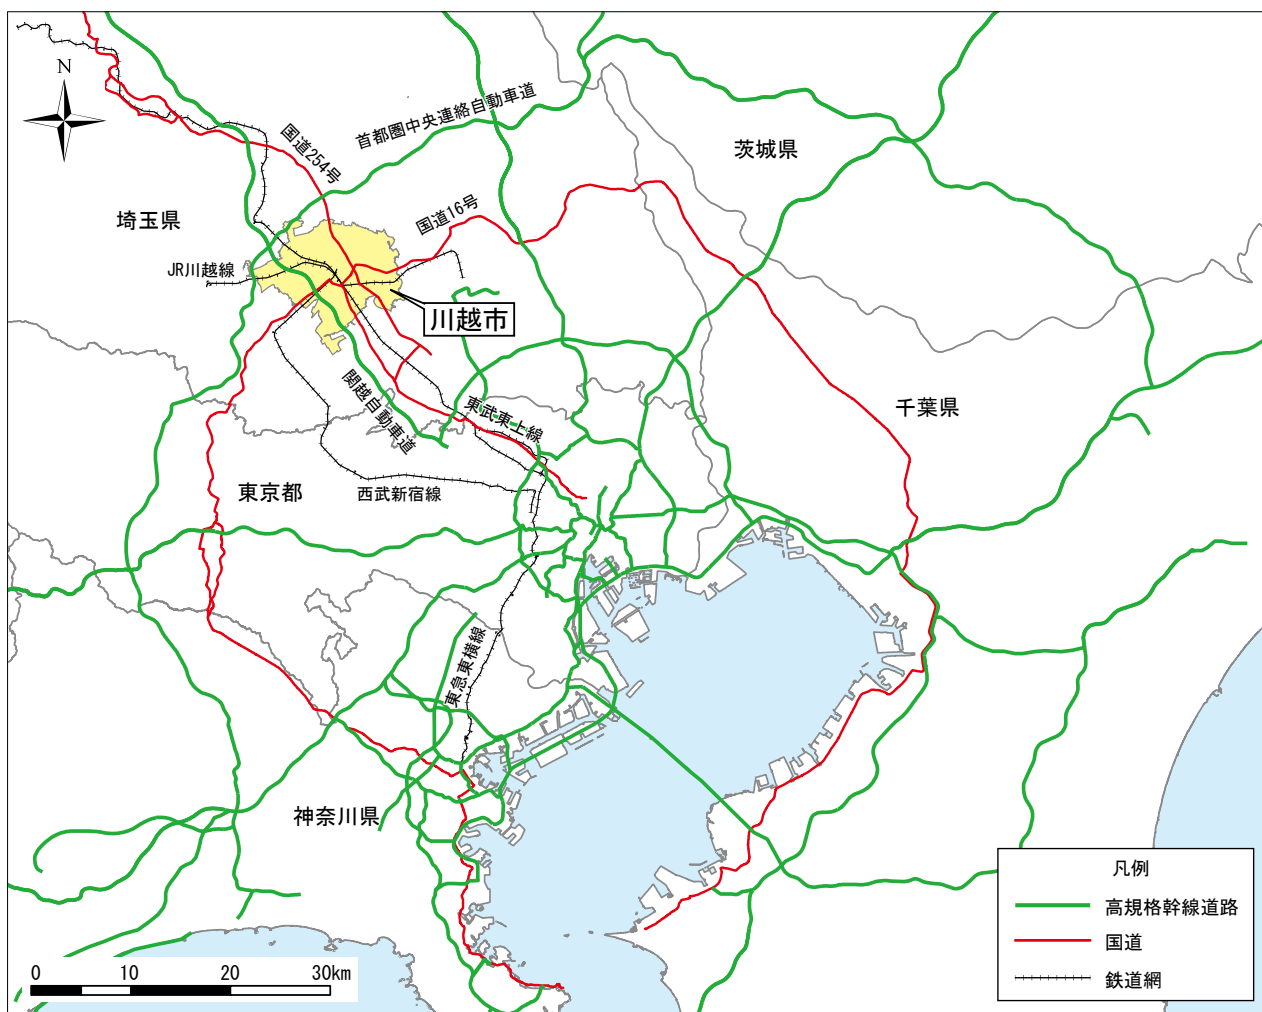 N
国道254号
首都圏中央連絡自動車道
茨城県
埼玉県
国道16号
JR川越線
川越市
関越自動車道
東武東上線
千葉県
東京都
西武新宿線
東急東横線
神奈川県
凡例
高規格幹線道路
国道
鉄道網
0 10 20 30km